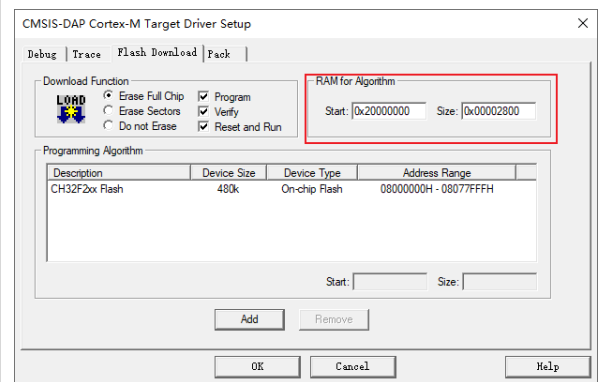 CMSIS-DAP Cortex-M Target Driver Setup
Debug | Trace Flash Download | Pack |
Download Function
LOAD
Erase Full Chip
Erase Sectors
Do not Erase
Program
Verify
Reset and Run
RAM for Algorithm
Start: 0x20000000 Size: 0x00002800
Programming Algorithm
Description Device Size Device Type Address Range
CH32F2xx Flash 480k On-chip Flash 08000000H - 08077FFFH
Start: Size:
Add Remove
OK Cancel Help